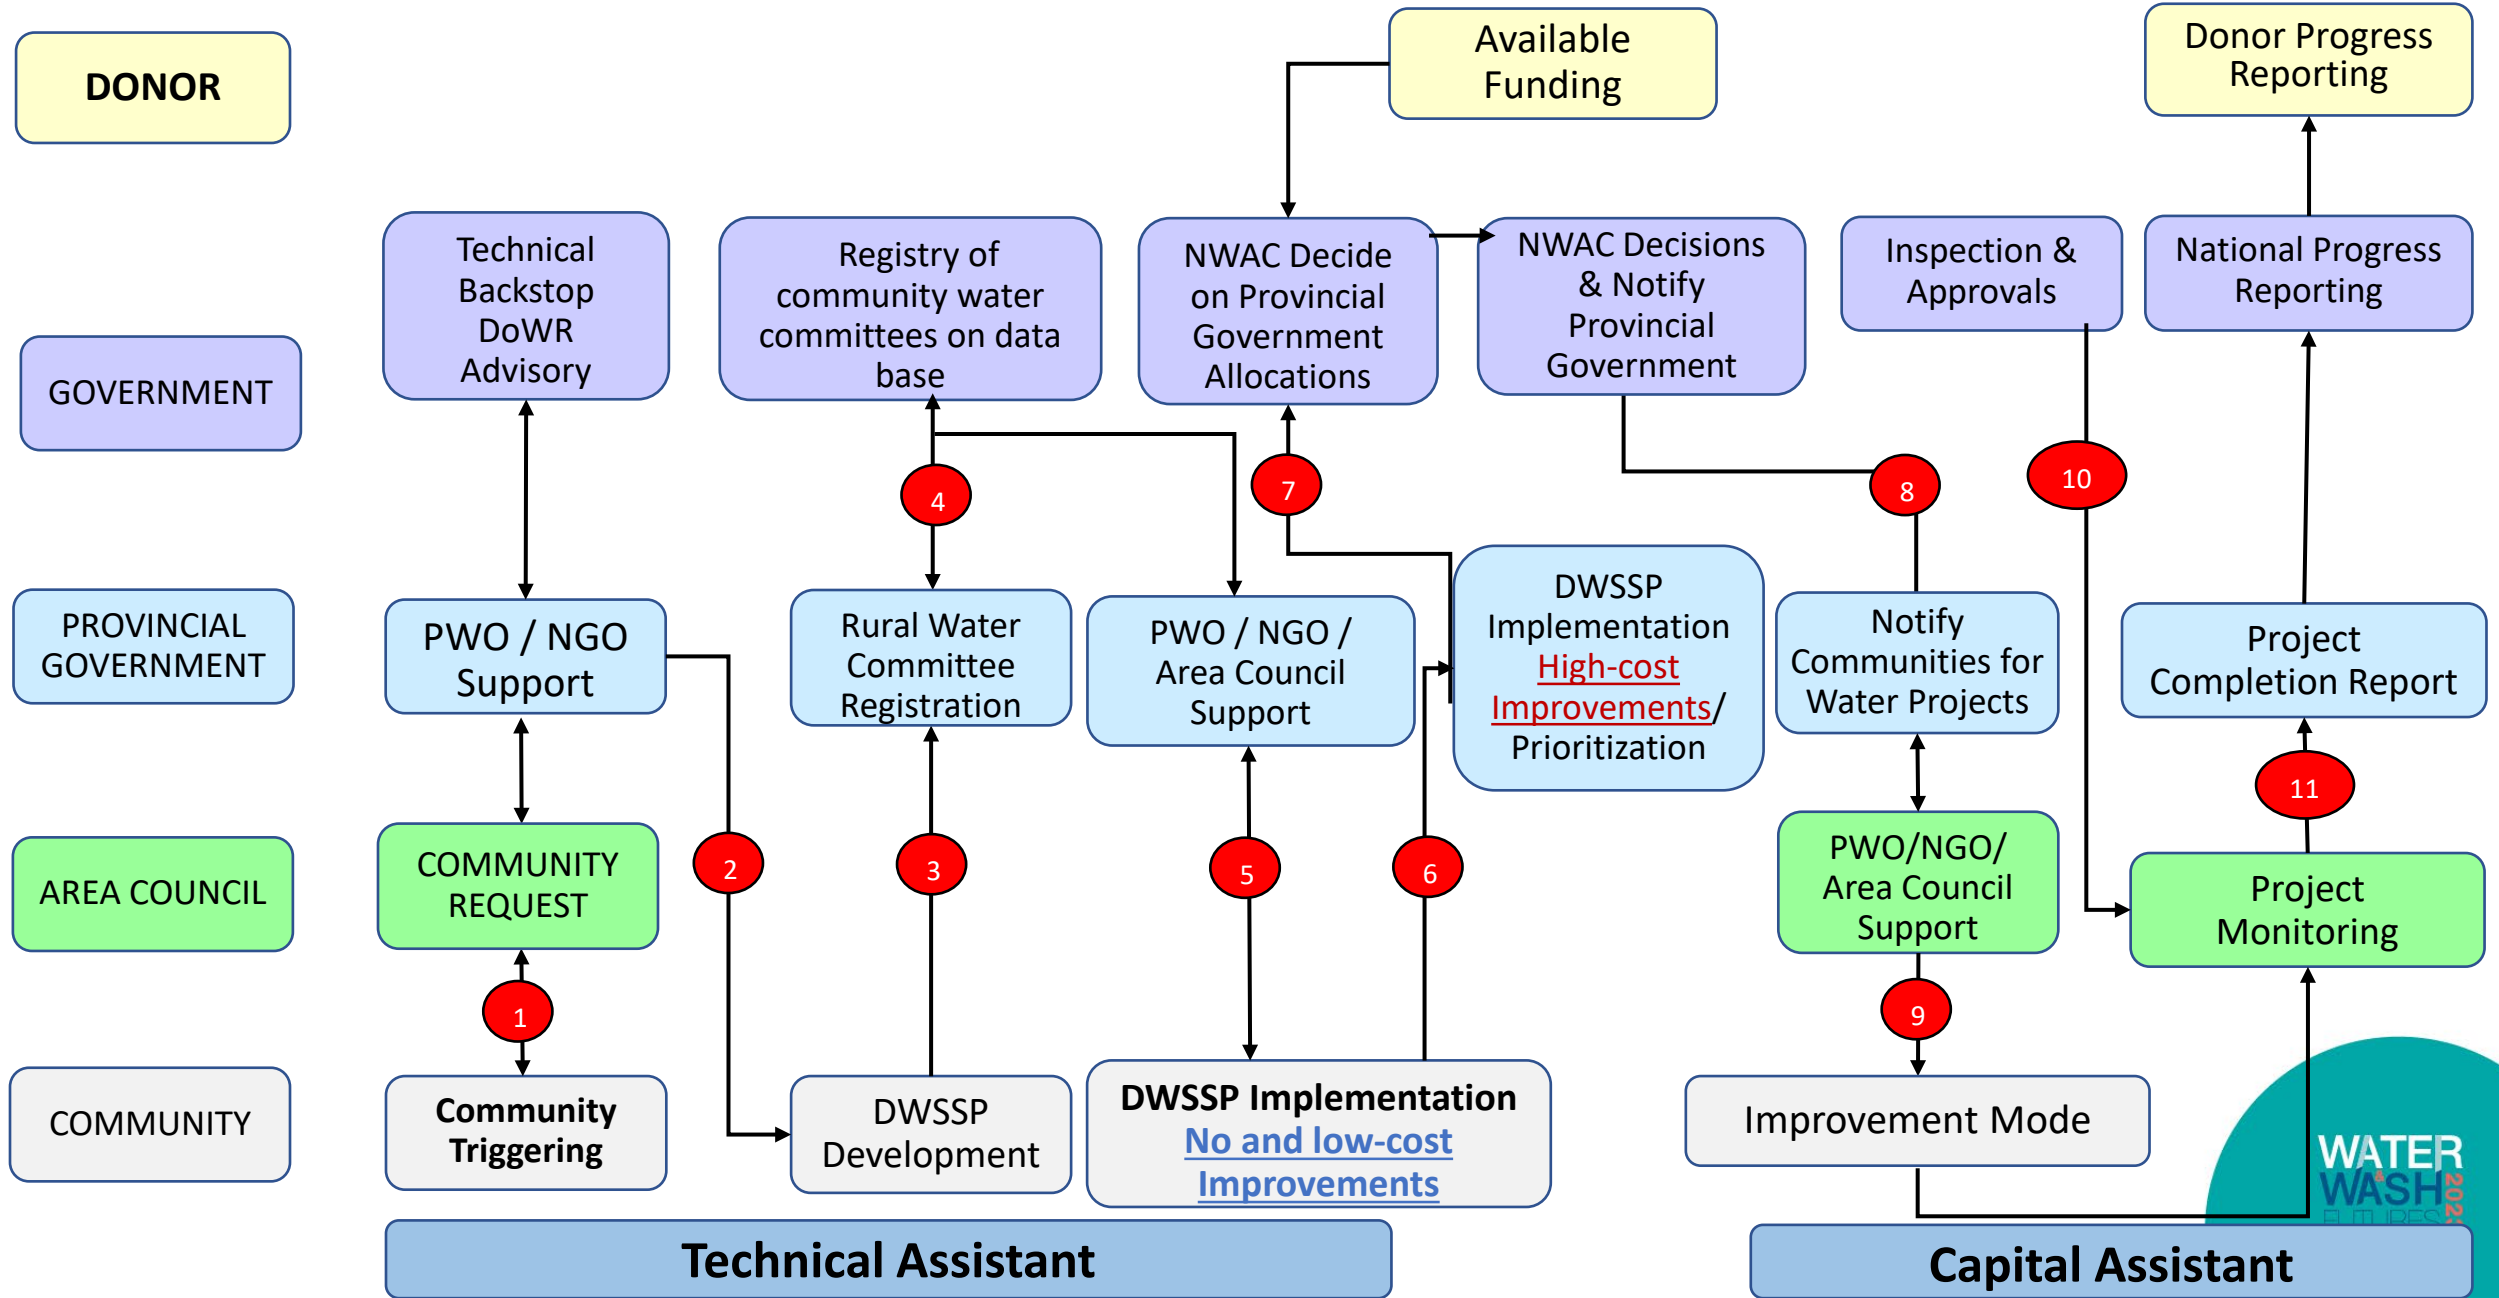 DONOR
Available
Funding
Donor Progress
Reporting
GOVERNMENT
Technical
Backstop
DoWR
Advisory
Registry of
community water
committees on data
base
NWAC Decide
on Provincial
Government
Allocations
NWAC Decisions
& Notify
Provincial
Government
Inspection &
Approvals
National Progress
Reporting
4
7
8
10
PROVINCIAL
GOVERNMENT
PWO / NGO
Support
Rural Water
Committee
Registration
PWO / NGO /
Area Council
Support
DWSSP
Implementation
High-cost
Improvements/
Prioritization
Notify
Communities for
Water Projects
Project
Completion Report
11
AREA COUNCIL
COMMUNITY
REQUEST
2
3
5
6
PWO/NGO/
Area Council
Support
Project
Monitoring
1
9
COMMUNITY
Community
Triggering
DWSSP
Development
DWSSP Implementation
No and low-cost
Improvements
Improvement Mode
WATER
& WASH
FUTURES
2023
Technical Assistant
Capital Assistant